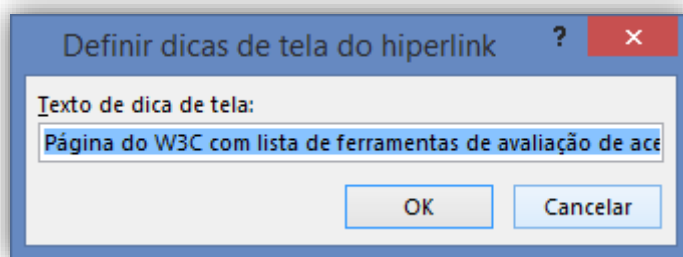 Definir dicas de tela do hiperlink ? ×
Texto de dica de tela:
Página do W3C com lista de ferramentas de avaliação de ace
OK Cancelar